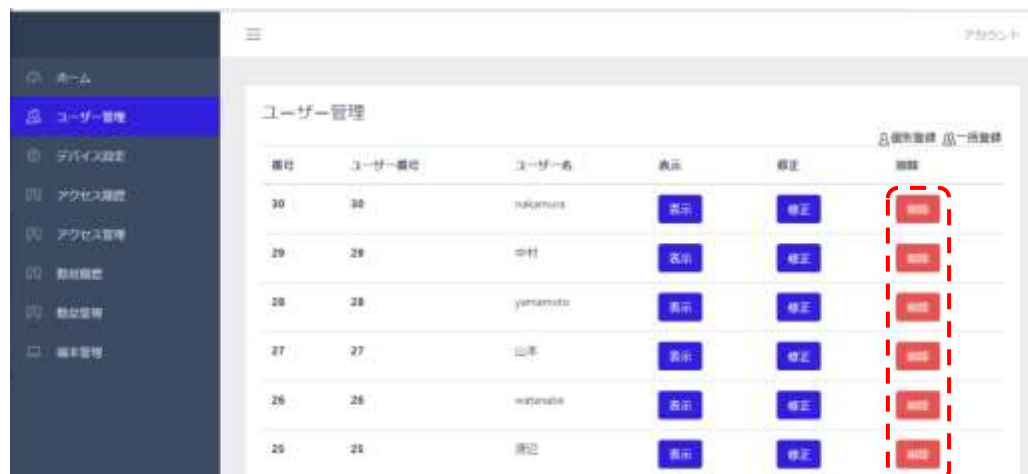 アカウント
ホーム
ユーザー管理
デバイス設定
アクセス履歴
アクセス管理
勤怠履歴
勤怠管理
端末管理
ユーザー管理
個別登録 一括登録
番号 ユーザー番号 ユーザー名 表示 修正 削除
30 30 nakamura 表示 修正 削除
29 29 中村 表示 修正 削除
28 28 yamamoto 表示 修正 削除
27 27 山本 表示 修正 削除
26 26 watanabe 表示 修正 削除
25 25 渡辺 表示 修正 削除